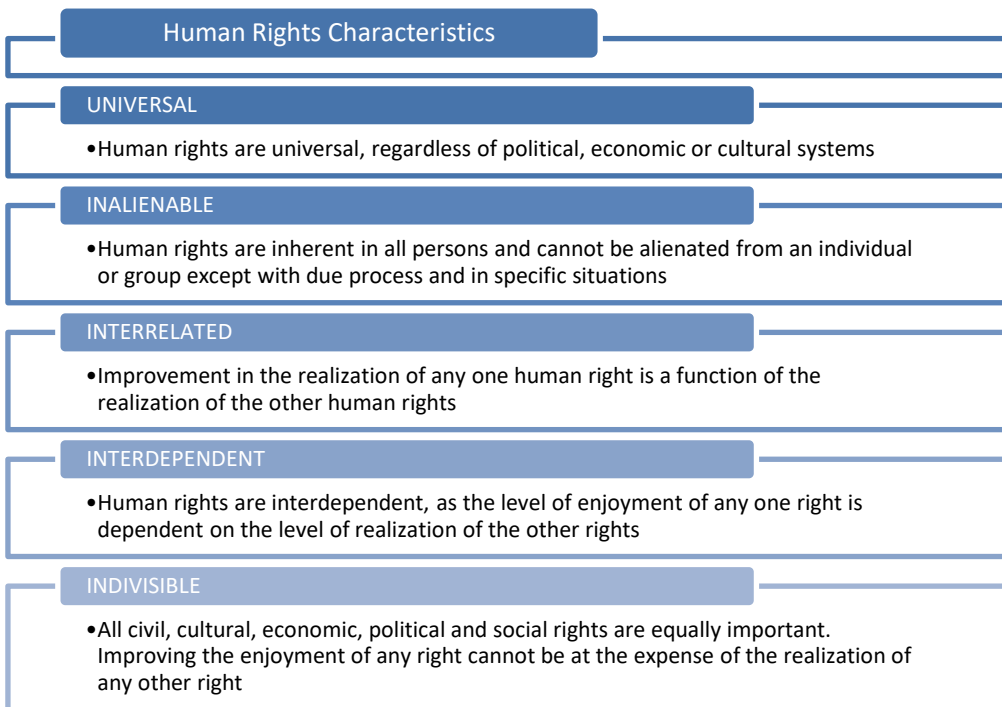 Human Rights Characteristics
UNIVERSAL
•Human rights are universal, regardless of political, economic or cultural systems
INALIENABLE
•Human rights are inherent in all persons and cannot be alienated from an individual
or group except with due process and in specific situations
INTERRELATED
•Improvement in the realization of any one human right is a function of the
realization of the other human rights
INTERDEPENDENT
•Human rights are interdependent, as the level of enjoyment of any one right is
dependent on the level of realization of the other rights
INDIVISIBLE
•All civil, cultural, economic, political and social rights are equally important.
Improving the enjoyment of any right cannot be at the expense of the realization of
any other right